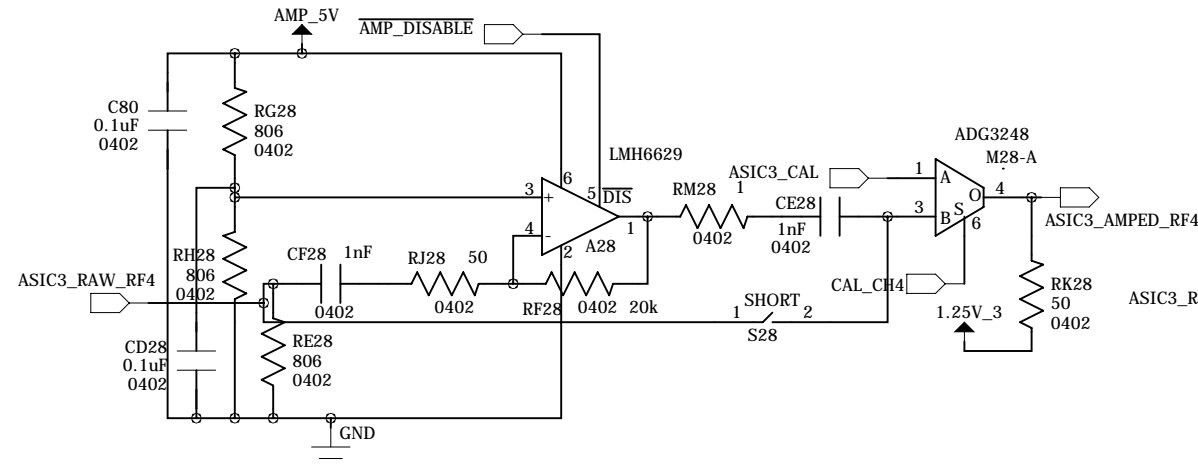 AMP_5V
AMP_DISABLE
C80
0.1uF
0402
RG28
806
0402
LMH6629
ADG3248
M28-A
6
5
DIS
3
+
4
-
1
2
A28
RM28
1
0402
ASIC3_CAL
CE28
1nF
0402
1
A
3
B
S
O
4
6
ASIC3_AMPED_RF4
CAL_CH4
RH28
806
0402
CF28
1nF
0402
RJ28
50
0402
RF28
0402
20k
ASIC3_RAW_RF4
SHORT
1
2
S28
1.25V_3
RK28
50
0402
ASIC3_R
CD28
0.1uF
0402
RE28
806
0402
GND